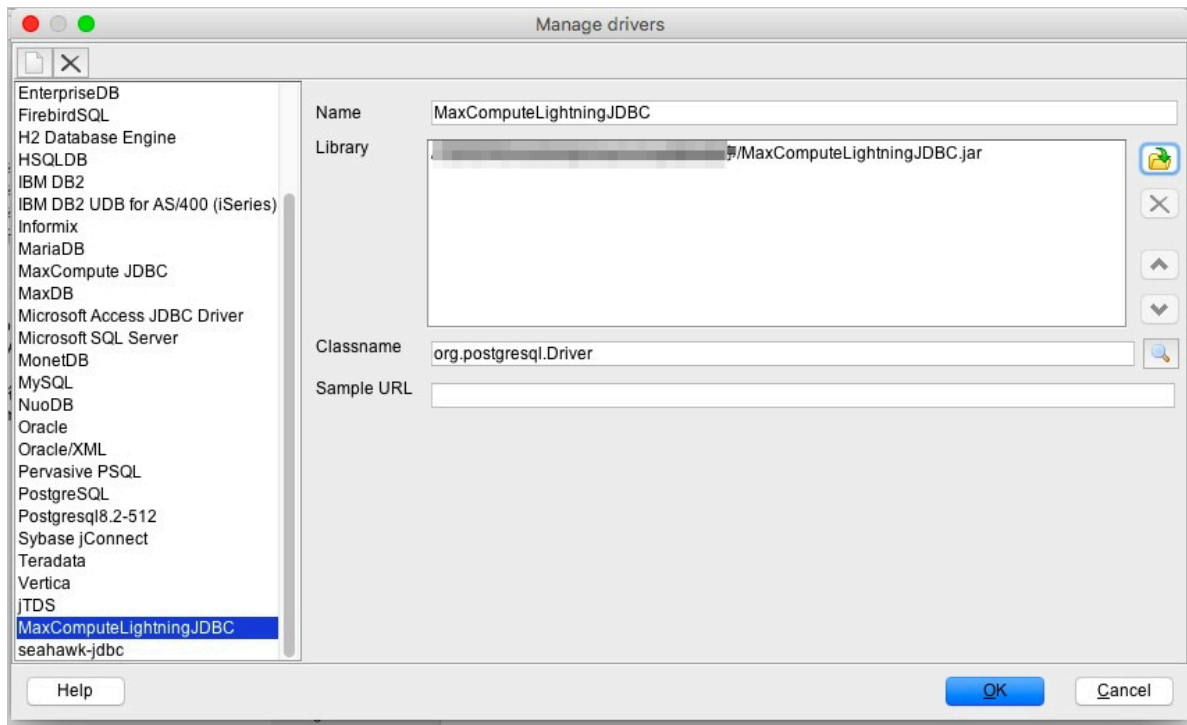 Manage drivers
EnterpriseDB
FirebirdSQL
H2 Database Engine
HSQLDB
IBM DB2
IBM DB2 UDB for AS/400 (iSeries)
Informix
MariaDB
MaxCompute JDBC
MaxDB
Microsoft Access JDBC Driver
Microsoft SQL Server
MonetDB
MySQL
NuoDB
Oracle
Oracle/XML
Pervasive PSQL
PostgreSQL
Postgresql8.2-512
Sybase jConnect
Teradata
Vertica
jTDS
MaxComputeLightningJDBC
seahawk-jdbc
Name
MaxComputeLightningJDBC
Library
/MaxComputeLightningJDBC.jar
Classname
org.postgresql.Driver
Sample URL
Help
OK
Cancel